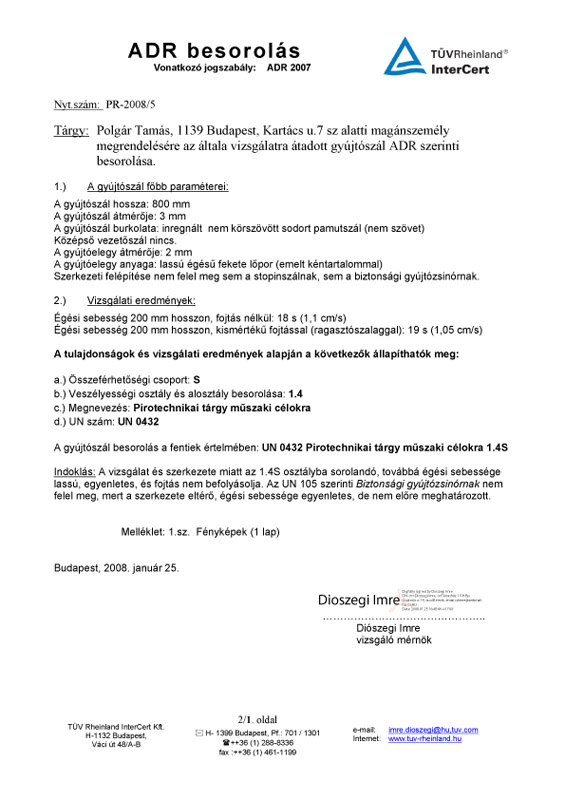 ADR besorolás
Vonatkozó jogszabály: ADR 2007
TÜVRheinland®
InterCert
Nyt.szám: PR-2008/5
Tárgy: Polgár Tamás, 1139 Budapest, Kartács u.7 sz alatti magánszemély
megrendelésére az általa vizsgálatra átadott gyújtószál ADR szerinti
besorolása.
1.) A gyújtószál főbb paraméterei:
A gyújtószál hossza: 800 mm
A gyújtószál átmérője: 3 mm
A gyújtószál burkolata: inregnált nem körszövött sodort pamutszál (nem szövet)
Középső vezetőszál nincs.
A gyújtóelegy átmérője: 2 mm
A gyújtóelegy anyaga: lassú égésű fekete lőpor (emelt kéntartalommal)
Szerkezeti felépítése nem felel meg sem a stopinszálnak, sem a biztonsági gyújtózsinórnak.
2.) Vizsgálati eredmények:
Égési sebesség 200 mm hosszon, fojtás nélkül: 18 s (1,1 cm/s)
Égési sebesség 200 mm hosszon, kismértékű fojtással (ragasztószalaggal): 19 s (1,05 cm/s)
A tulajdonságok és vizsgálati eredmények alapján a következők állapíthatók meg:
a.) Összeférhetőségi csoport: S
b.) Veszélyességi osztály és alosztály besorolása: 1.4
c.) Megnevezés: Pirotechnikai tárgy műszaki célokra
d.) UN szám: UN 0432
A gyújtószál besorolás a fentiek értelmében: UN 0432 Pirotechnikai tárgy műszaki célokra 1.4S
Indoklás: A vizsgálat és szerkezete miatt az 1.4S osztályba sorolandó, továbbá égési sebessége
lassú, egyenletes, és fojtás nem befolyásolja. Az UN 105 szerinti Biztonsági gyújtózsinórnak nem
felel meg, mert a szerkezete eltérő, égési sebessége egyenletes, de nem előre meghatározott.
Melléklet: 1.sz. Fényképek (1 lap)
Budapest, 2008. január 25.
Dioszegi Imre
Diószegi Imre
vizsgáló mérnök
2/1. oldal
TÜV Rheinland InterCert Kft.
H-1132 Budapest,
Váci út 48/A-B
✉ H- 1399 Budapest, Pf.: 701 / 1301
☎++36 (1) 288-8336
fax :++36 (1) 461-1199
e-mail: imre.dioszegi@hu.tuv.com
Internet: www.tuv-rheinland.hu